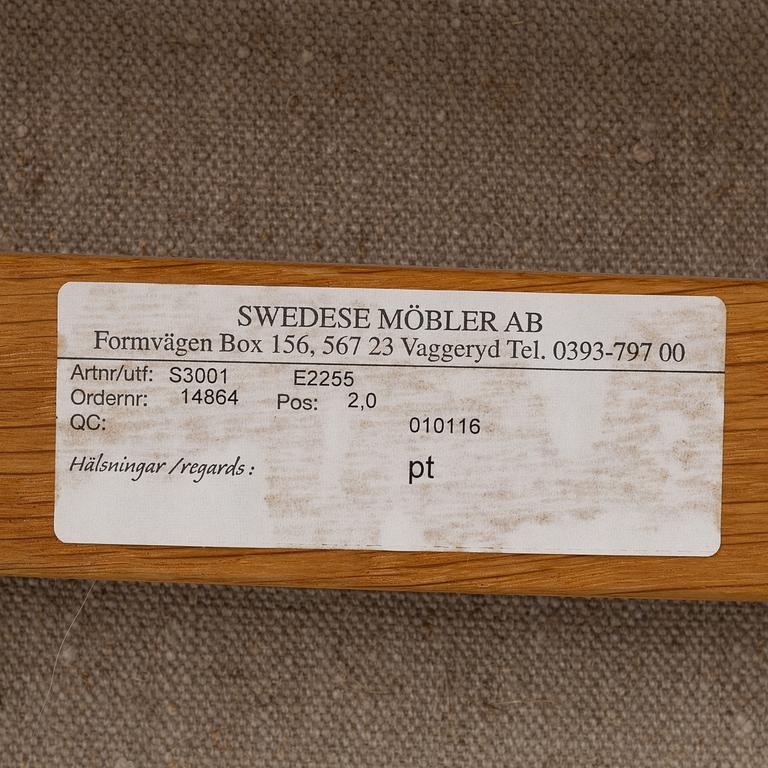 SWEDESE MÖBLER AB
Formvägen Box 156, 567 23 Vaggeryd Tel. 0393-797 00
Artnr/utf: S3001 E2255
Ordernr: 14864 Pos: 2,0
QC: 010116
Hälsningar /regards : pt